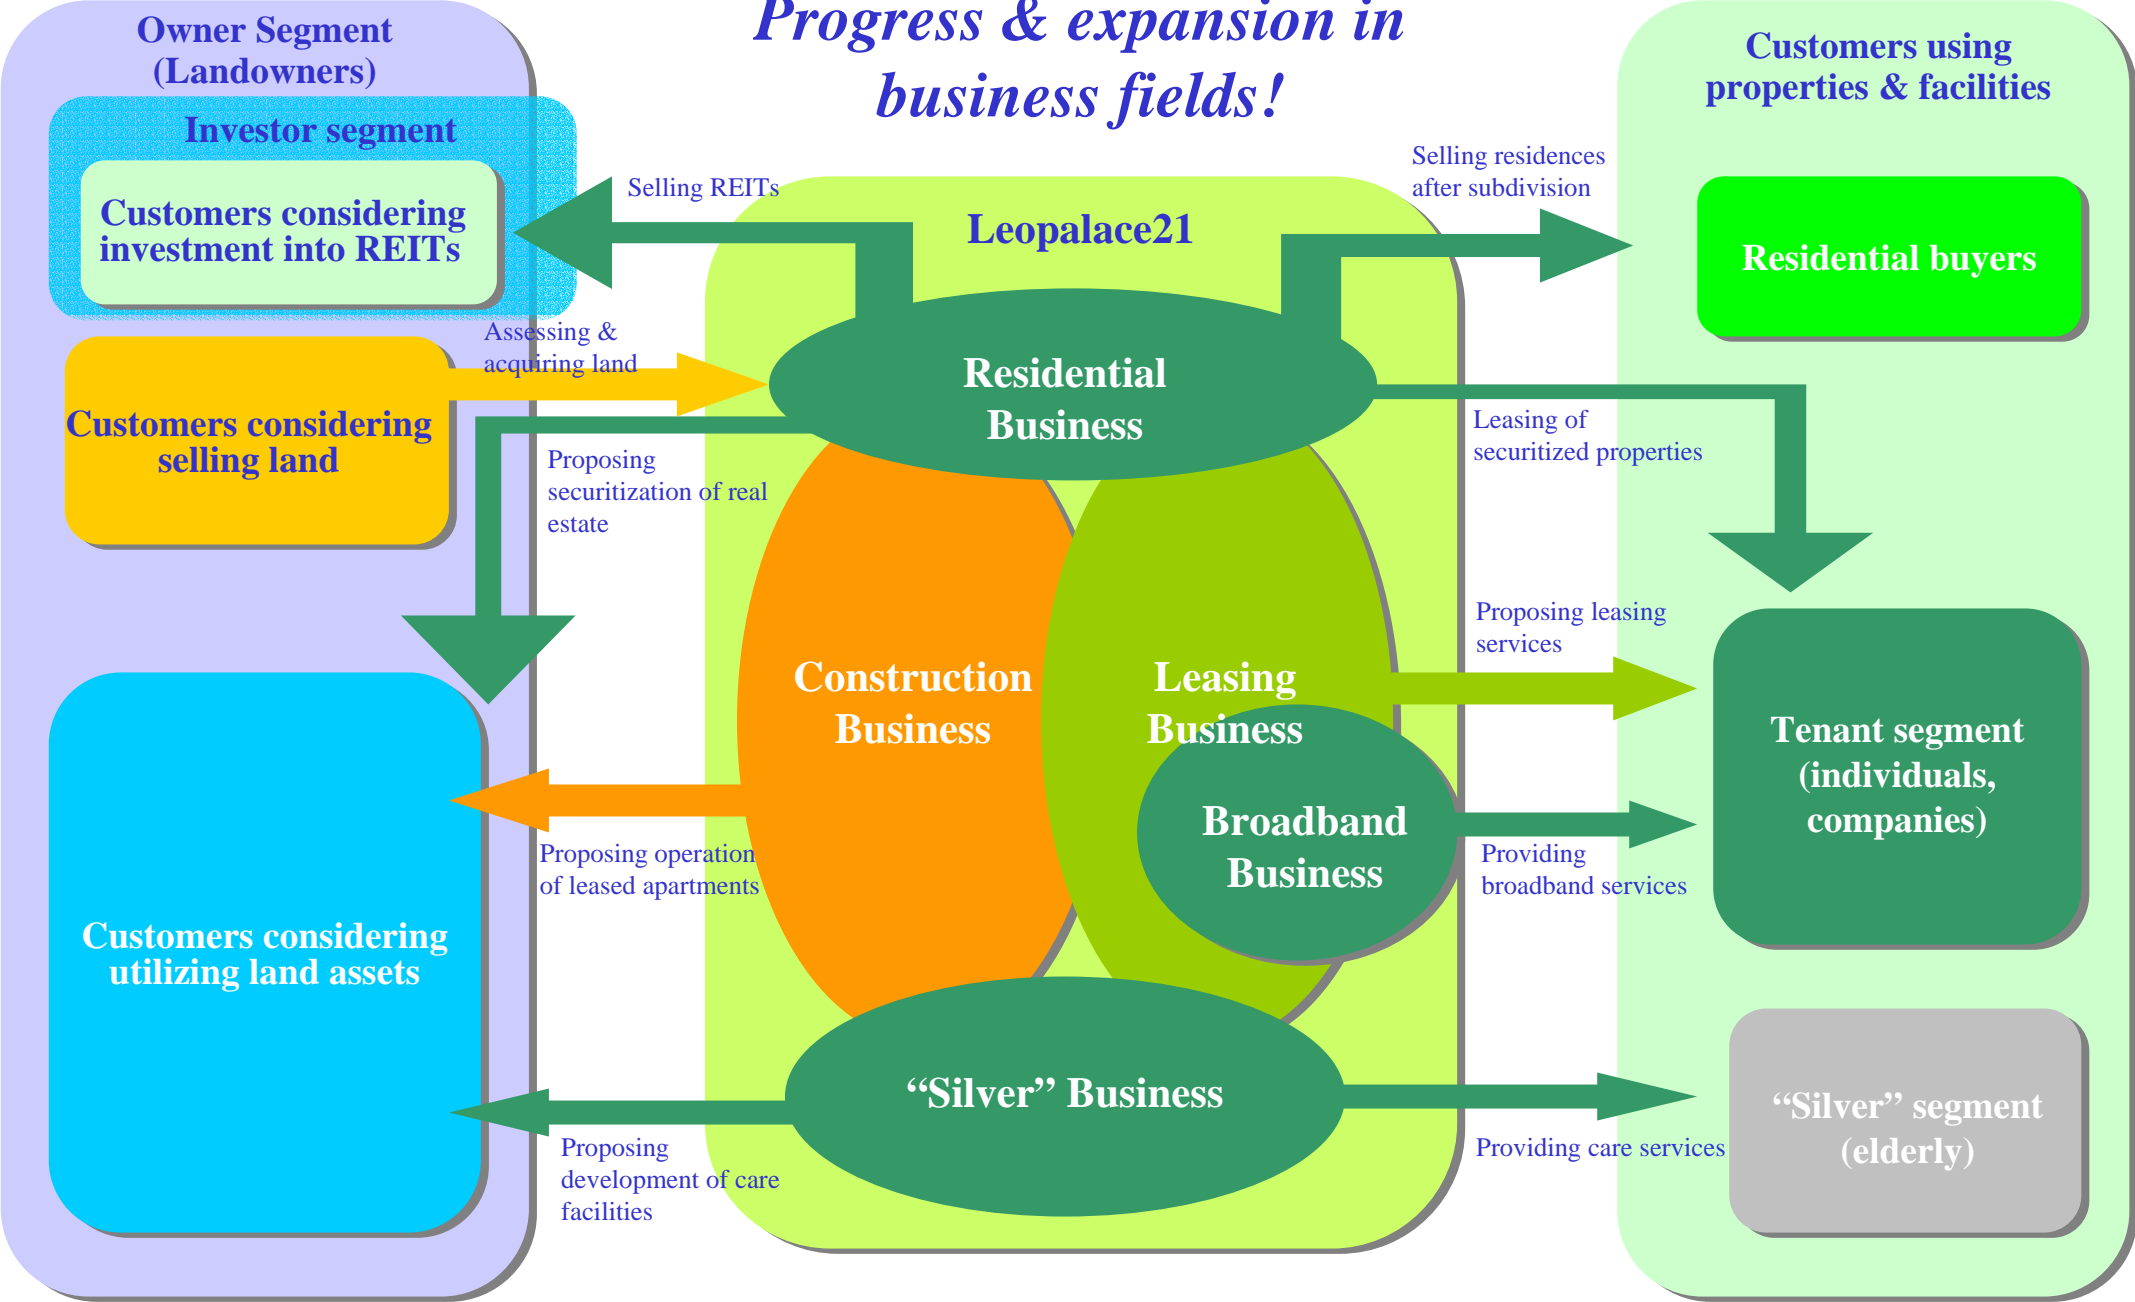 Progress & expansion in
business fields!
Owner Segment
(Landowners)
Investor segment
Customers considering
investment into REITs
Customers considering
selling land
Customers considering
utilizing land assets
Selling REITs
Assessing &
acquiring land
Proposing
securitization of real
estate
Proposing operation
of leased apartments
Proposing
development of care
facilities
Leopalace21
Residential
Business
Construction
Business
Leasing
Business
Broadband
Business
“Silver” Business
Selling residences
after subdivision
Leasing of
securitized properties
Proposing leasing
services
Providing
broadband services
Providing care services
Customers using
properties & facilities
Residential buyers
Tenant segment
(individuals,
companies)
“Silver” segment
(elderly)